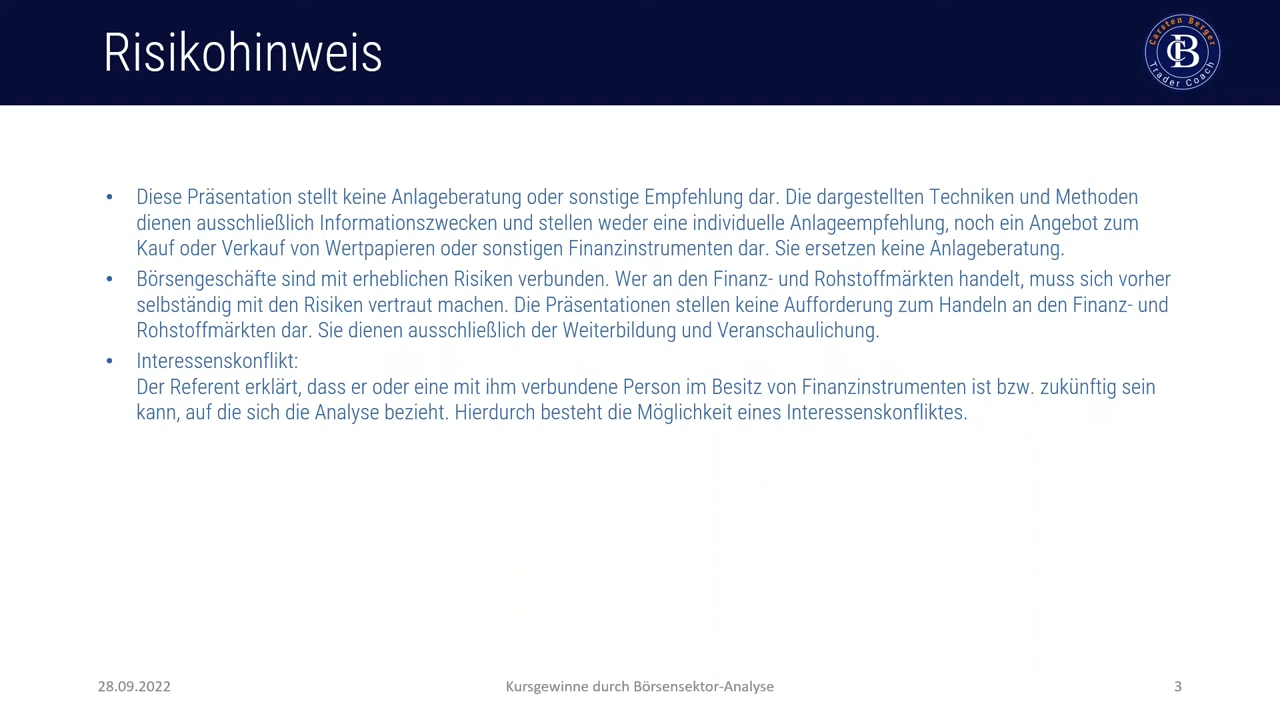 Risikohinweis
Carsten Berger
CB
Trader Coach
• Diese Präsentation stellt keine Anlageberatung oder sonstige Empfehlung dar. Die dargestellten Techniken und Methoden
dienen ausschließlich Informationszwecken und stellen weder eine individuelle Anlageempfehlung, noch ein Angebot zum
Kauf oder Verkauf von Wertpapieren oder sonstigen Finanzinstrumenten dar. Sie ersetzen keine Anlageberatung.
• Börsengeschäfte sind mit erheblichen Risiken verbunden. Wer an den Finanz- und Rohstoffmärkten handelt, muss sich vorher
selbständig mit den Risiken vertraut machen. Die Präsentationen stellen keine Aufforderung zum Handeln an den Finanz- und
Rohstoffmärkten dar. Sie dienen ausschließlich der Weiterbildung und Veranschaulichung.
• Interessenskonflikt:
Der Referent erklärt, dass er oder eine mit ihm verbundene Person im Besitz von Finanzinstrumenten ist bzw. zukünftig sein
kann, auf die sich die Analyse bezieht. Hierdurch besteht die Möglichkeit eines Interessenskonfliktes.
28.09.2022
Kursgewinne durch Börsensektor-Analyse
3